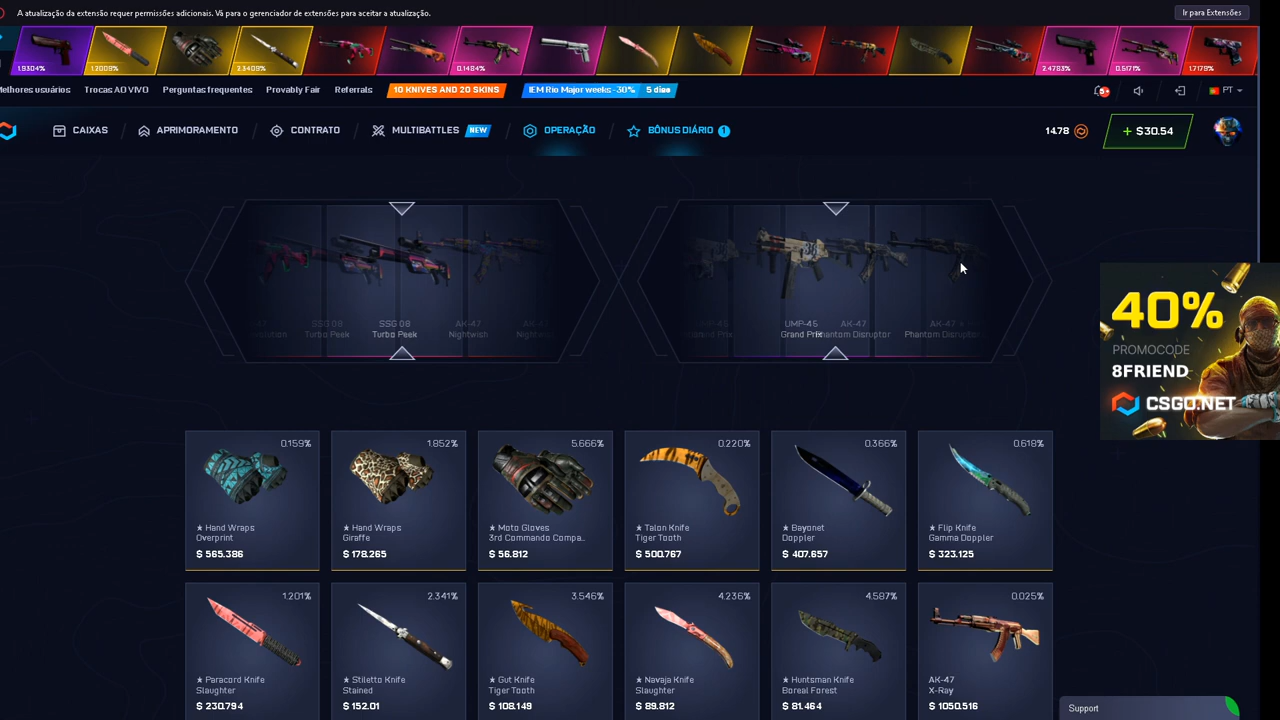 A atualização da extensão requer permissões adicionais. Vá para o gerenciador de extensões para aceitar a atualização.
Ir para Extensões
1.9304% 1.2009% 2.3409% 0.1484% 2.4783% 0.5171% 1.7179%
Melhores usuários Trocas AO VIVO Perguntas frequentes Provably Fair Referrals 10 KNIVES AND 20 SKINS IEM Rio Major weeks -30% 5 dias PT
CAIXAS APRIMORAMENTO CONTRATO MULTIBATTLES NEW OPERAÇÃO BÔNUS DIÁRIO 1 14.78 + $30.54
SSG 08 SSG 08 AK-47 UMP-45 AK-47 AK-47
Turbo Peek Turbo Peek Nightwish Grand Prix Phantom Disruptor Phantom Disruptor
40%
PROMOCODE
8FRIEND
CSGO.NET
0.159% 1.852% 5.666% 0.220% 0.366% 0.618%
★ Hand Wraps ★ Hand Wraps ★ Moto Gloves ★ Talon Knife ★ Bayonet ★ Flip Knife
Overprint Giraffe 3rd Commando Compa... Tiger Tooth Doppler Gamma Doppler
$ 565.386 $ 178.265 $ 56.812 $ 500.767 $ 407.657 $ 323.125
1.201% 2.341% 3.546% 4.236% 4.587% 0.025%
★ Paracord Knife ★ Stiletto Knife ★ Gut Knife ★ Navaja Knife ★ Huntsman Knife AK-47
Slaughter Stained Tiger Tooth Slaughter Boreal Forest X-Ray
$ 230.794 $ 152.01 $ 108.149 $ 89.812 $ 81.464 $ 1050.516
Support